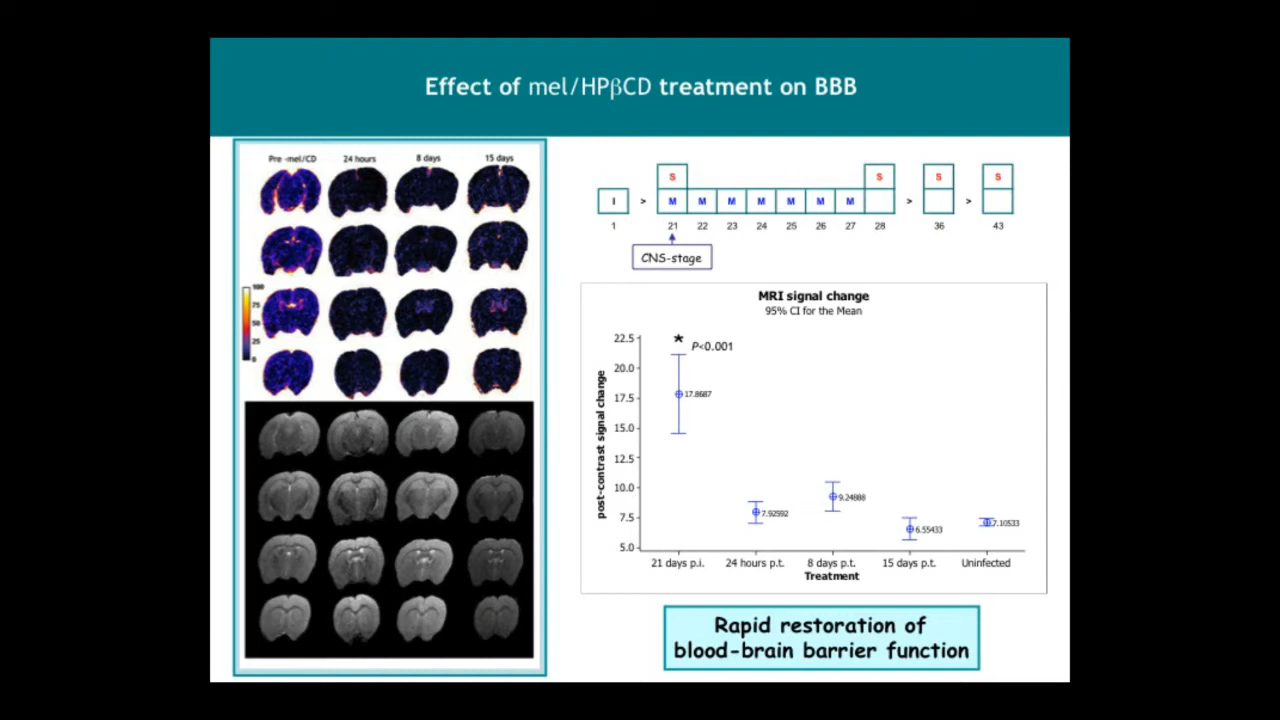 Effect of mel/HPβCD treatment on BBB
Pre -mel/CD 24 hours 8 days 15 days
100
75
50
25
0
S S S S
I > M M M M M M M > >
1 21 22 23 24 25 26 27 28 36 43
CNS-stage
MRI signal change
95% CI for the Mean
post-contrast signal change
22.5
20.0
17.5
15.0
12.5
10.0
7.5
5.0
* P<0.001
17.8687
7.92592
9.24888
6.55433
7.10533
21 days p.i. 24 hours p.t. 8 days p.t. 15 days p.t. Uninfected
Treatment
Rapid restoration of
blood-brain barrier function